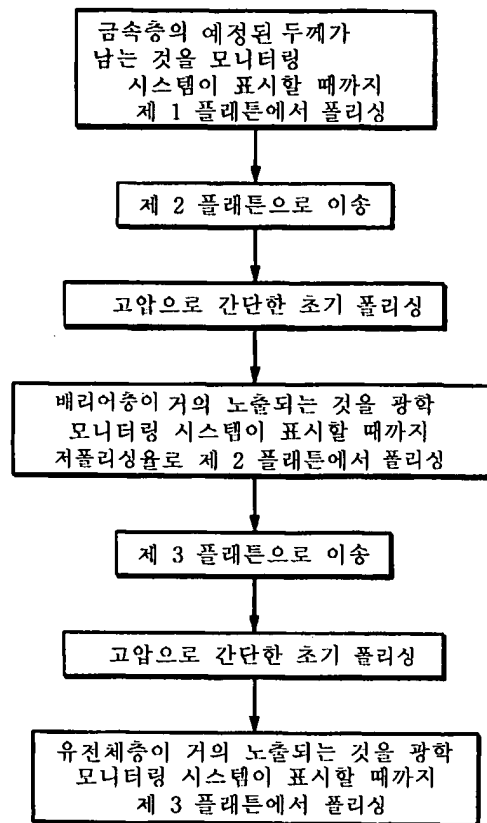 금속층의 예정된 두께가
남는 것을 모니터링
시스템이 표시할 때까지
제 1 플래튼에서 폴리싱
제 2 플래튼으로 이송
고압으로 간단한 초기 폴리싱
배리어층이 거의 노출되는 것을 광학
모니터링 시스템이 표시할 때까지
저폴리싱율로 제 2 플래튼에서 폴리싱
제 3 플래튼으로 이송
고압으로 간단한 초기 폴리싱
유전체층이 거의 노출되는 것을 광학
모니터링 시스템이 표시할 때까지
제 3 플래튼에서 폴리싱